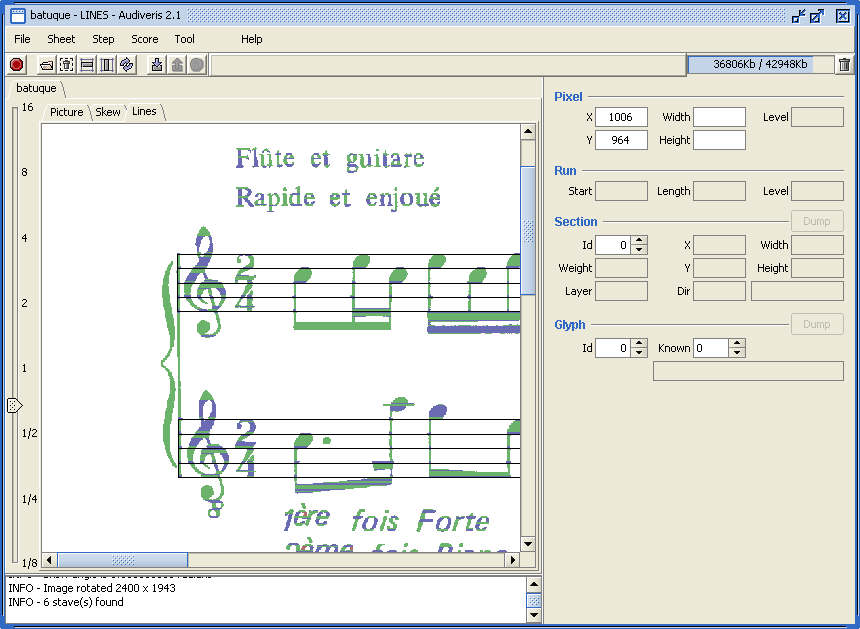 batuque - LINES - Audiveris 2.1
File Sheet Step Score Tool Help
36806Kb / 42948Kb
batuque
Picture Skew Lines
16
8
4
2
1
1/2
1/4
1/8
Flûte et guitare
Rapide et enjoué
2
4
2
4
8
1ère fois Forte
2ème fois Piano
INFO - Image rotated 2400 x 1943
INFO - 6 stave(s) found
Pixel
X 1006 Width Level
Y 964 Height
Run
Start Length Level
Section Dump
Id 0 X Width
Weight Y Height
Layer Dir
Glyph Dump
Id 0 Known 0